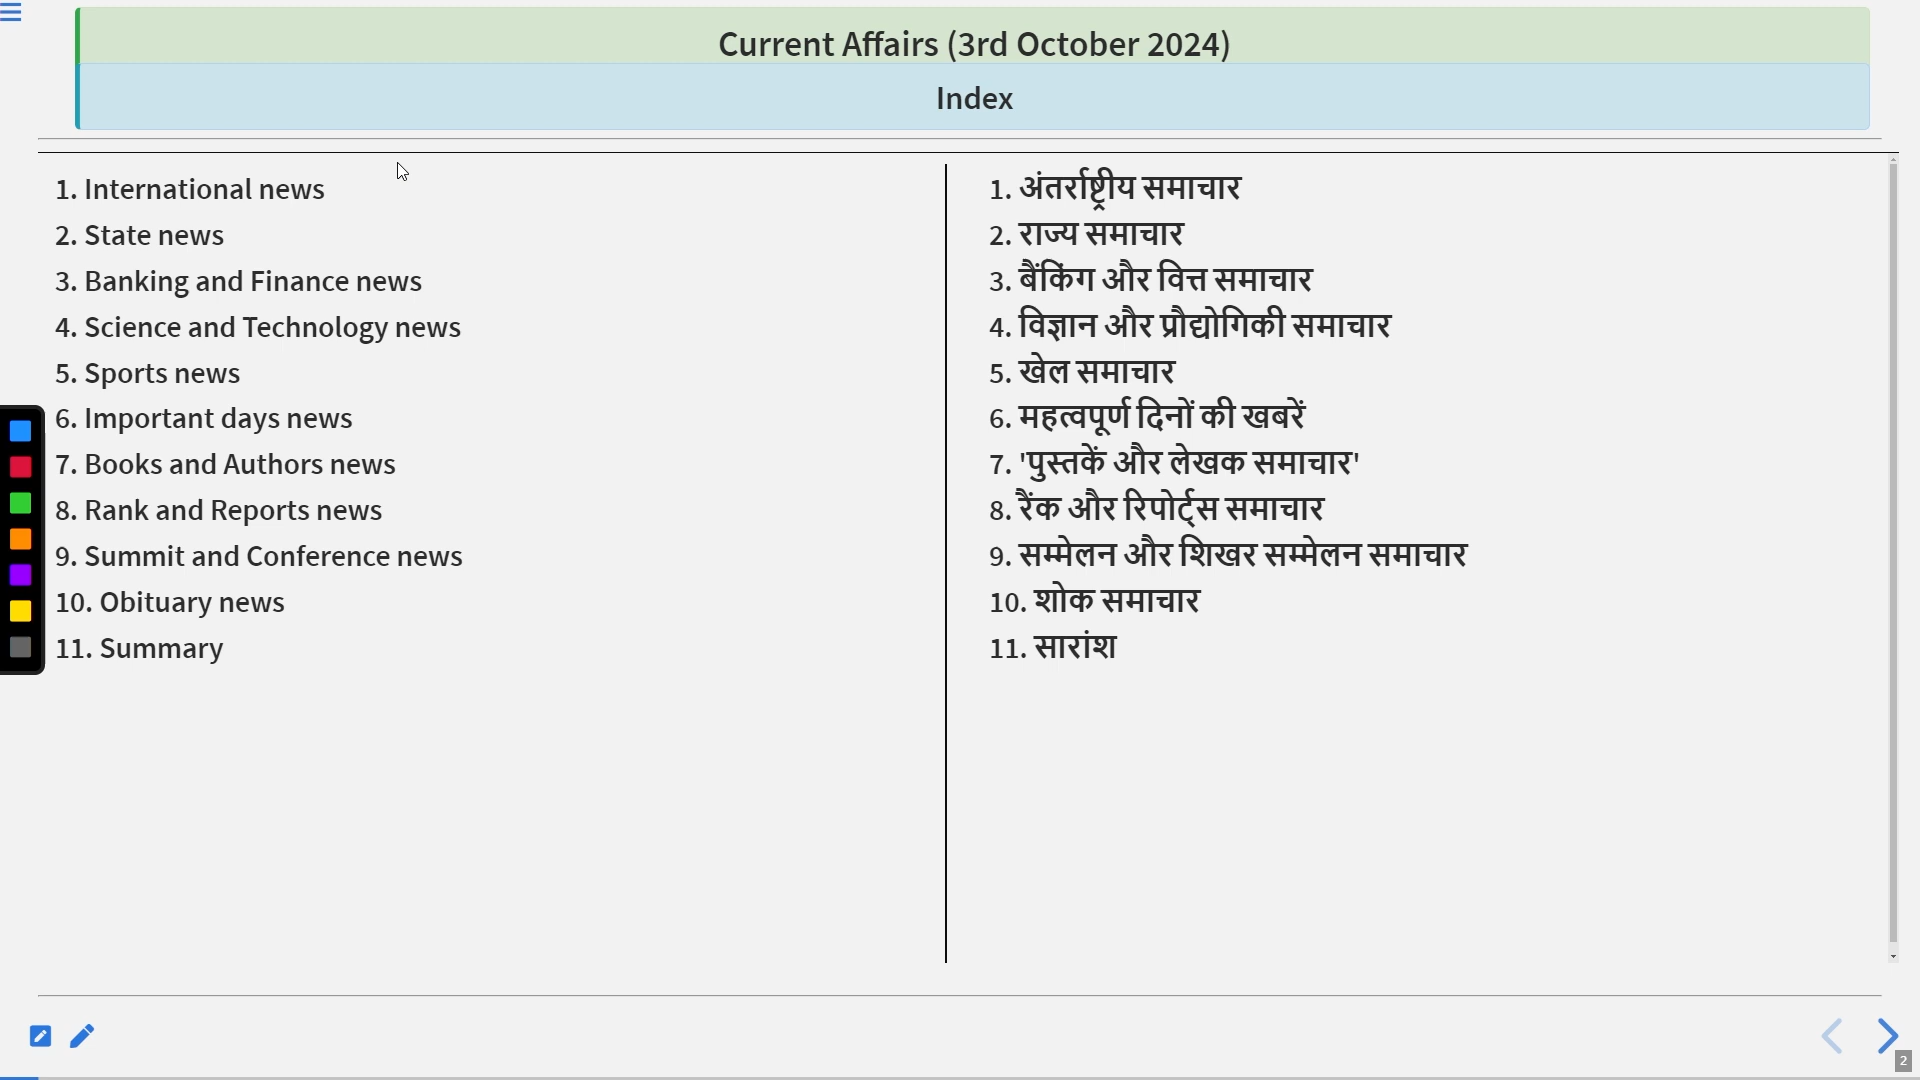 Current Affairs (3rd October 2024)
Index
1. International news
2. State news
3. Banking and Finance news
4. Science and Technology news
5. Sports news
6. Important days news
7. Books and Authors news
8. Rank and Reports news
9. Summit and Conference news
10. Obituary news
11. Summary
1. अंतर्राष्ट्रीय समाचार
2. राज्य समाचार
3. बैंकिंग और वित्त समाचार
4. विज्ञान और प्रौद्योगिकी समाचार
5. खेल समाचार
6. महत्वपूर्ण दिनों की खबरें
7. 'पुस्तकें और लेखक समाचार'
8. रैंक और रिपोर्ट्स समाचार
9. सम्मेलन और शिखर सम्मेलन समाचार
10. शोक समाचार
11. सारांश
2